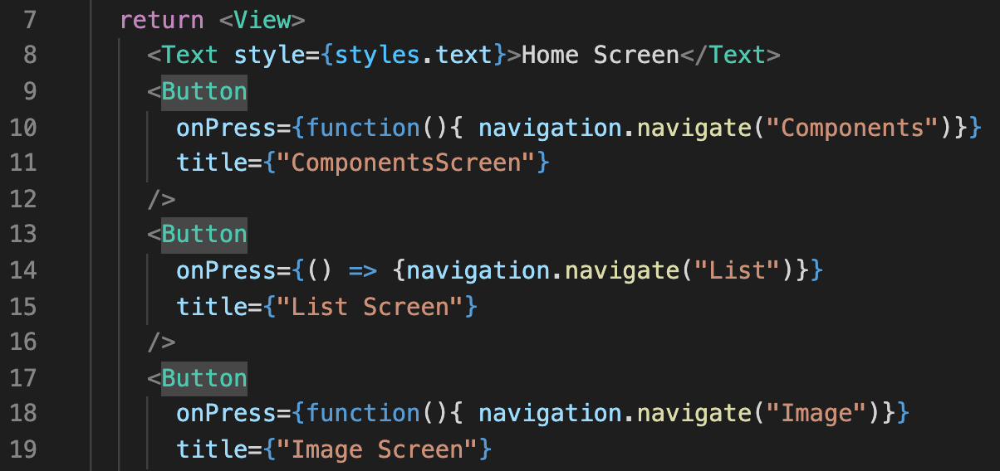 7 return <View>
8 <Text style={styles.text}>Home Screen</Text>
9 <Button
10 onPress={function(){ navigation.navigate("Components")}}
11 title={"ComponentsScreen"}
12 />
13 <Button
14 onPress={() => {navigation.navigate("List")}}
15 title={"List Screen"}
16 />
17 <Button
18 onPress={function(){ navigation.navigate("Image")}}
19 title={"Image Screen"}